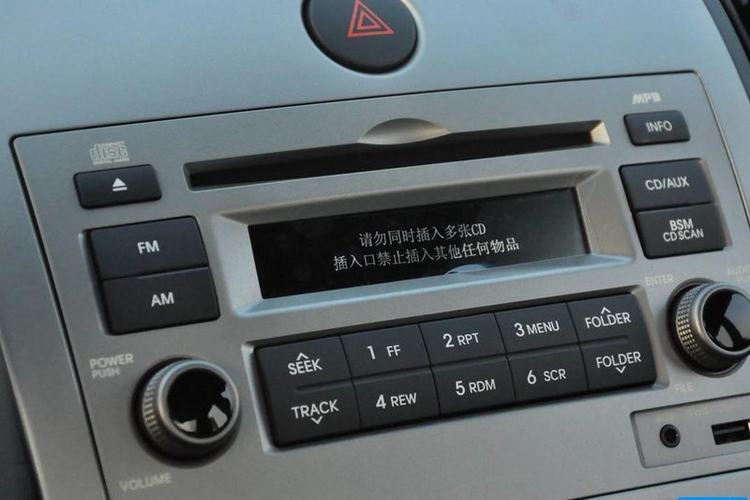 disc
MP3
INFO
FM
AM
请勿同时插入多张CD
插入口禁止插入其他任何物品
CD/AUX
BSM
CD SCAN
POWER
PUSH
VOLUME
SEEK
1 FF
2 RPT
3 MENU
FOLDER
TRACK
4 REW
5 RDM
6 SCR
FOLDER
ENTER
FILE